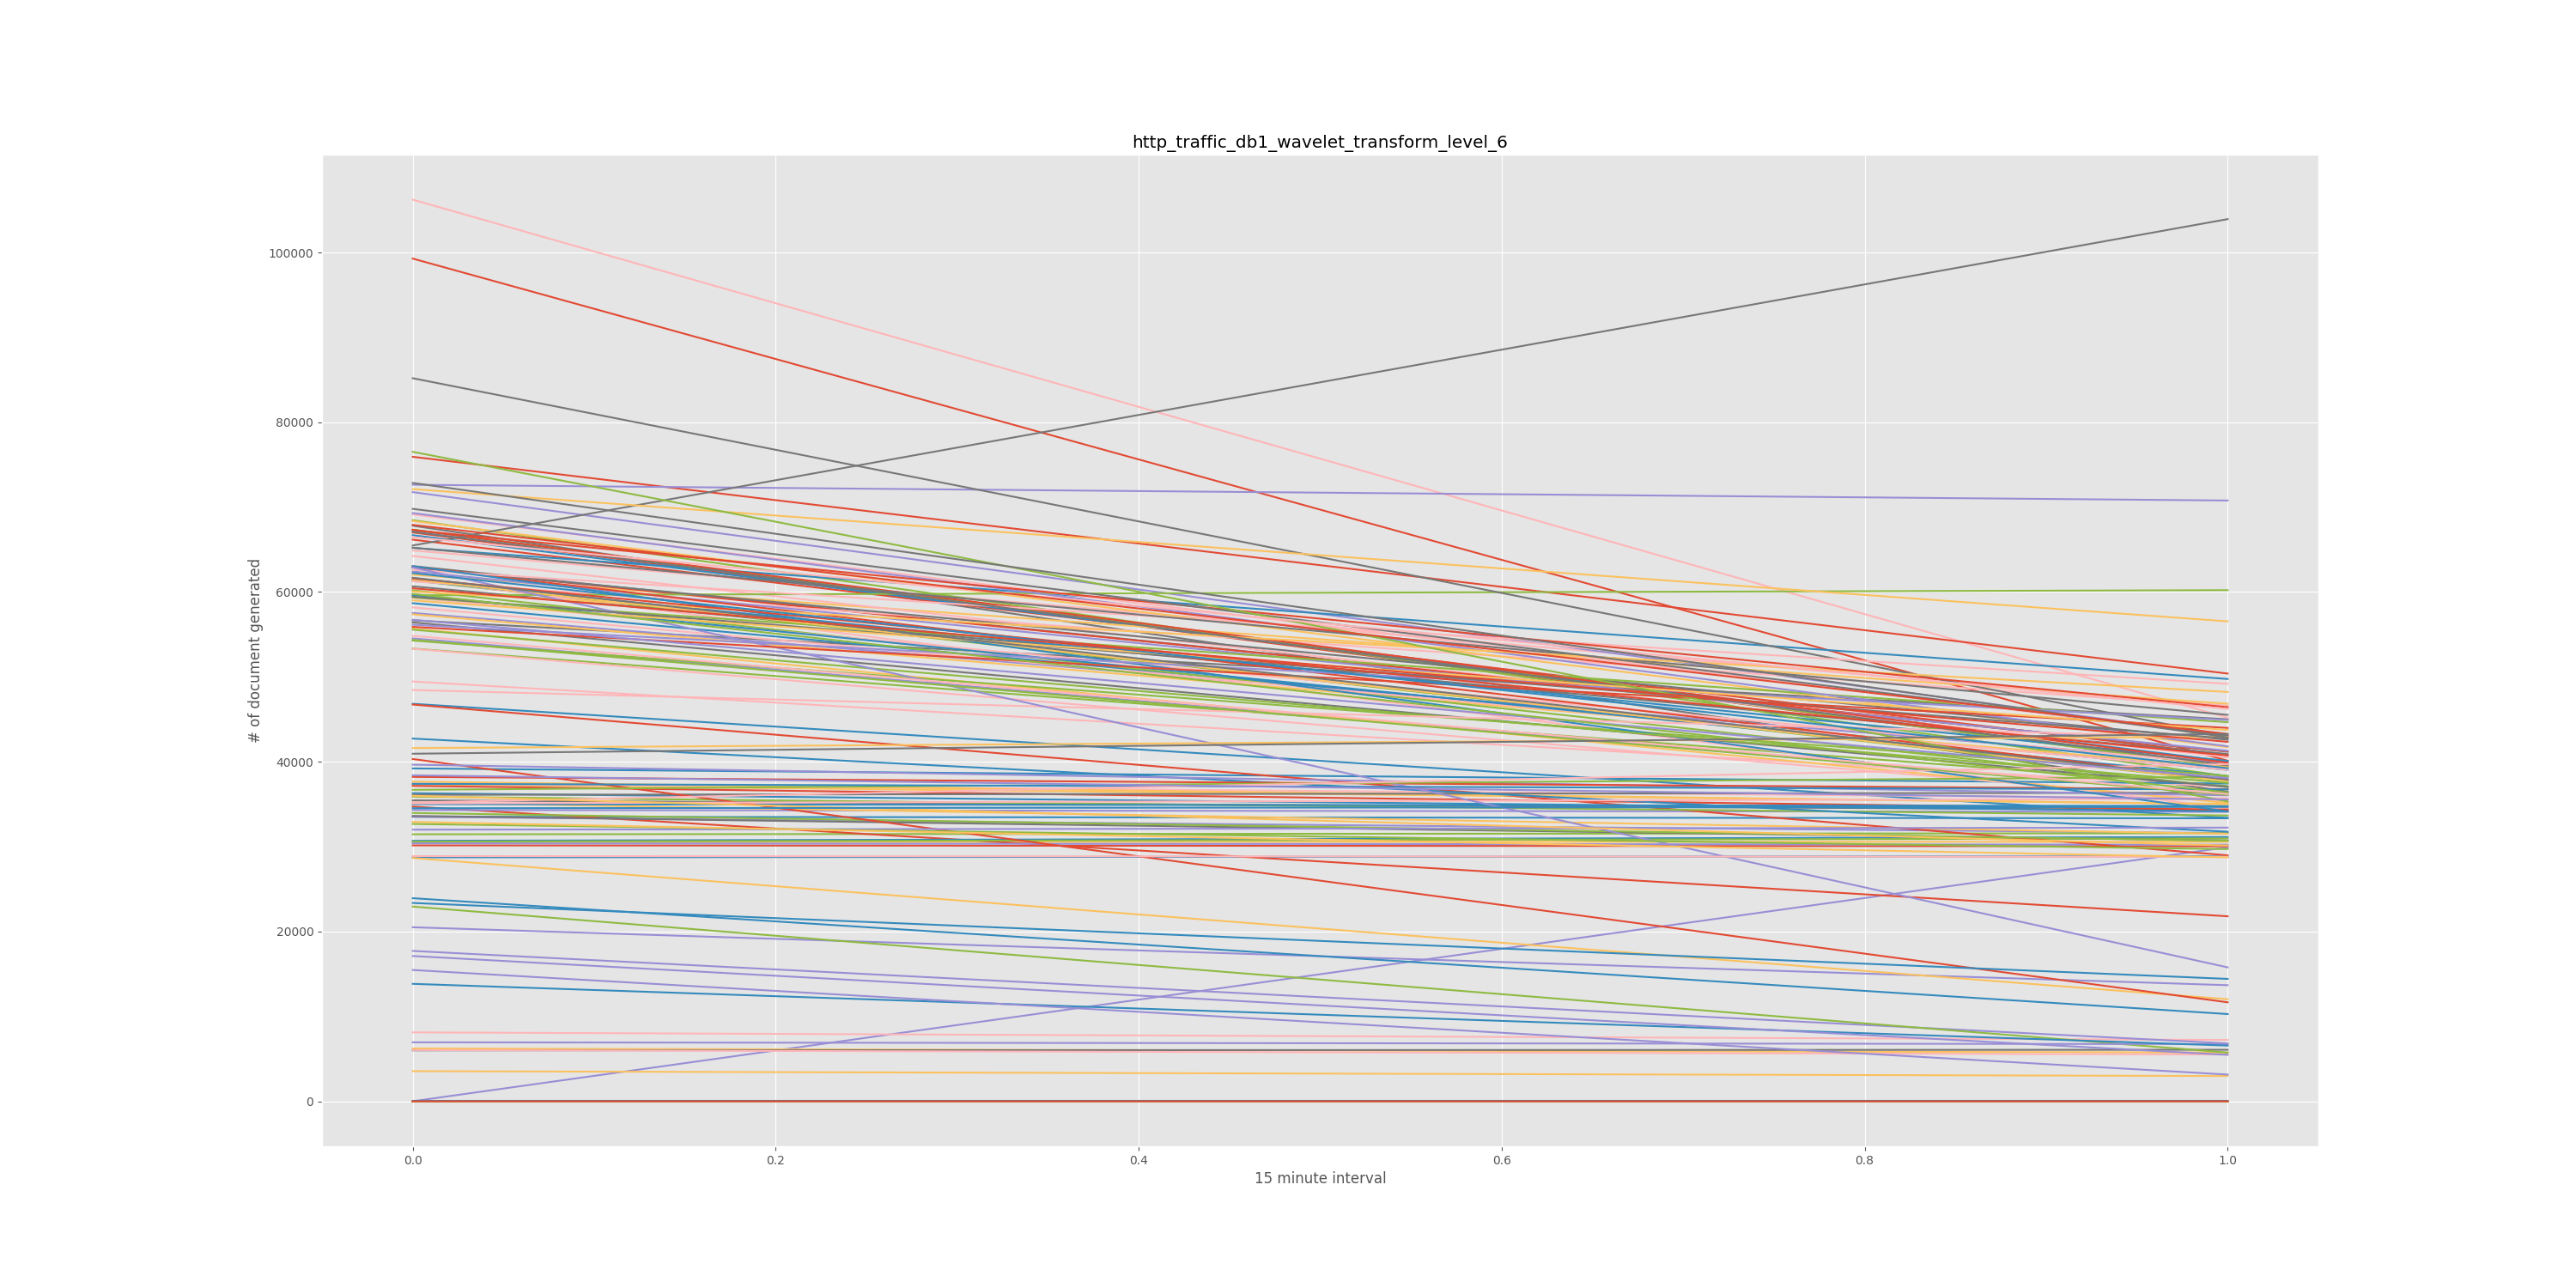 http_traffic_db1_wavelet_transform_level_6
100000
80000
60000
40000
20000
0
# of document generated
0.0 0.2 0.4 0.6 0.8 1.0
15 minute interval